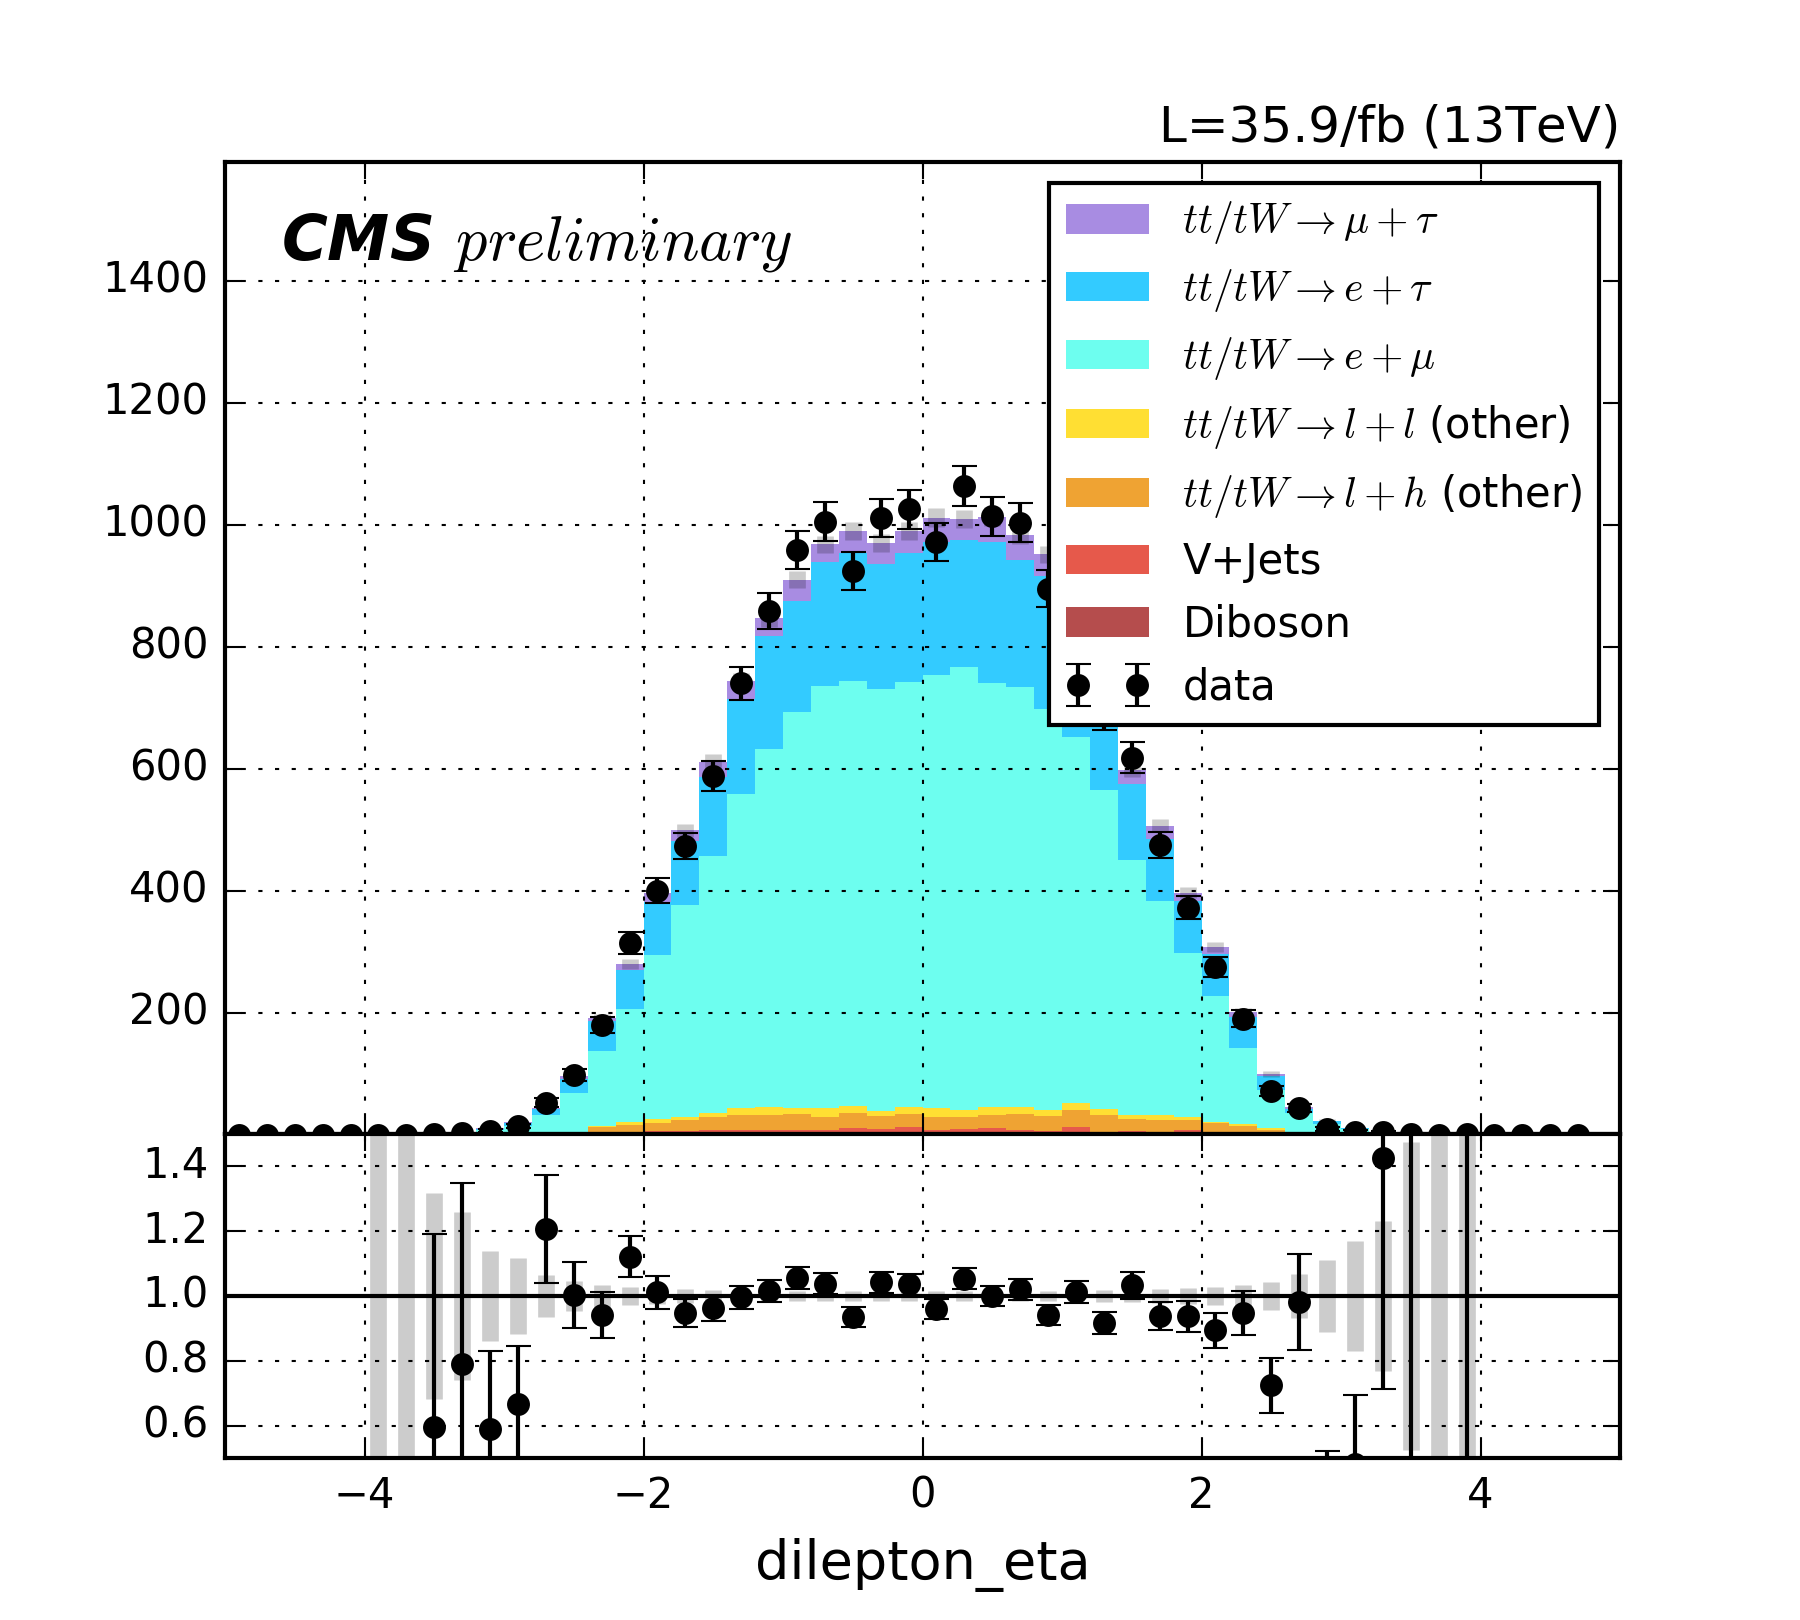 L=35.9/fb (13TeV)
CMS preliminary
tt/tW→μ+τ
tt/tW→e+τ
tt/tW→e+μ
tt/tW→l+l (other)
tt/tW→l+h (other)
V+Jets
Diboson
data
1400
1200
1000
800
600
400
200
1.4
1.2
1.0
0.8
0.6
−4 −2 0 2 4
dilepton_eta